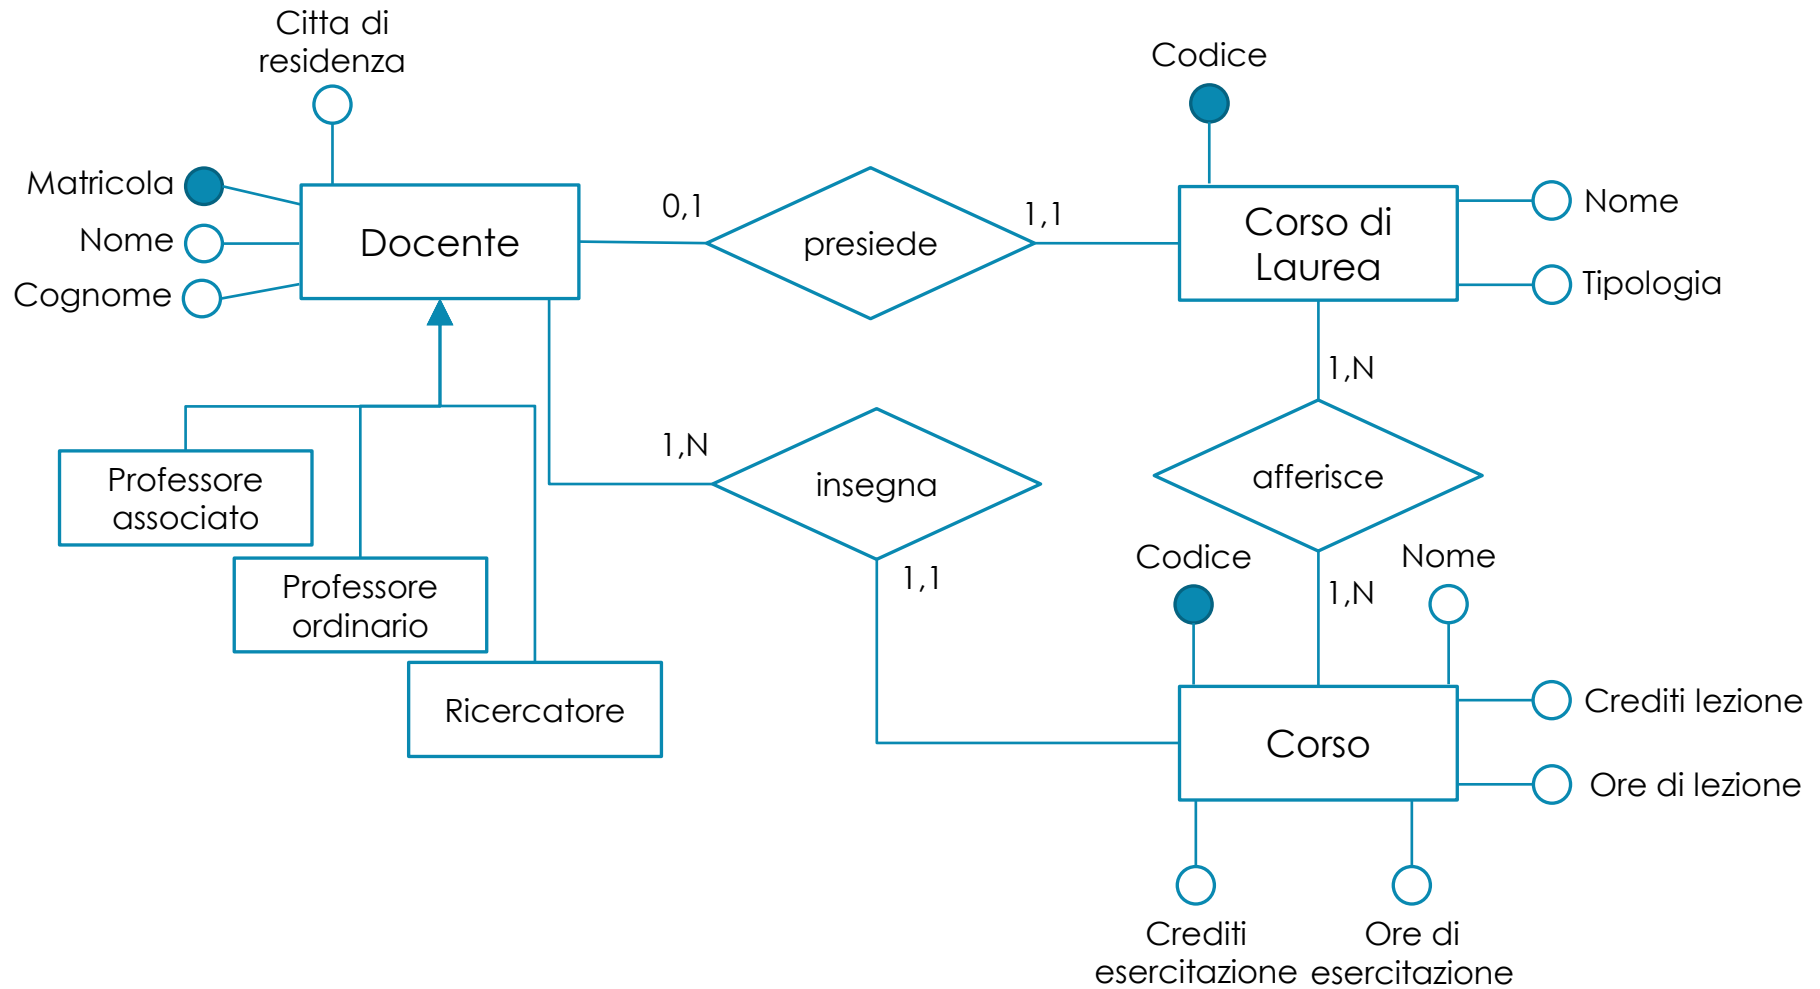 Citta di
residenza
Codice
Matricola
Nome
Cognome
Docente
0,1
presiede
1,1
Corso di
Laurea
Nome
Tipologia
1,N
1,N
insegna
1,1
afferisce
1,N
Professore
associato
Professore
ordinario
Ricercatore
Codice
Nome
Corso
Crediti lezione
Ore di lezione
Crediti
esercitazione
Ore di
esercitazione